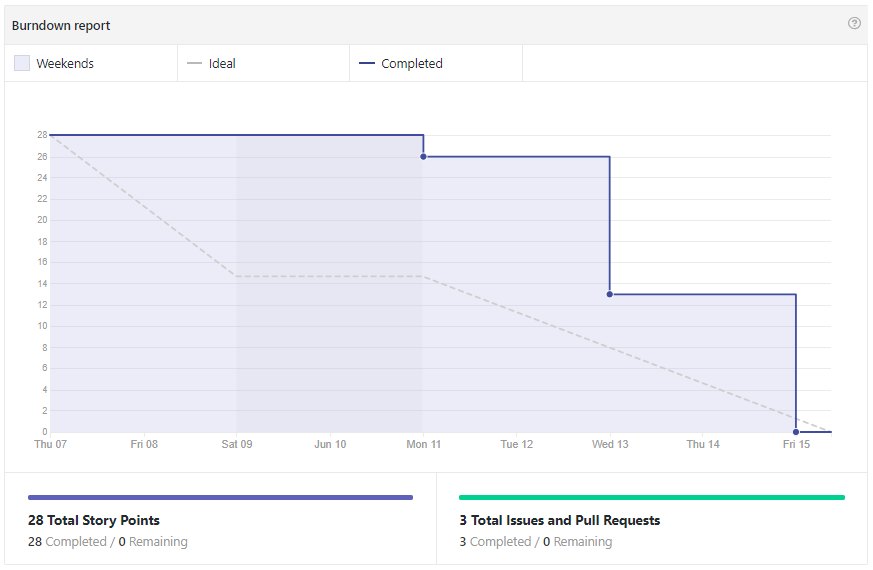 Burndown report
Weekends
Ideal
Completed
28
26
24
22
20
18
16
14
12
10
8
6
4
2
0
Thu 07 Fri 08 Sat 09 Jun 10 Mon 11 Tue 12 Wed 13 Thu 14 Fri 15
28 Total Story Points
28 Completed / 0 Remaining
3 Total Issues and Pull Requests
3 Completed / 0 Remaining